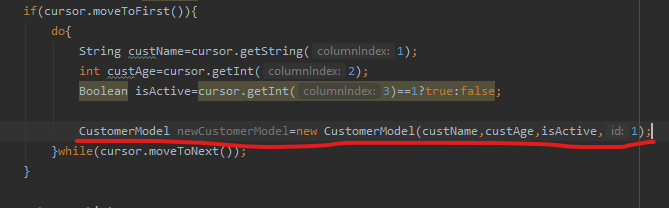 if(cursor.moveToFirst()){
do{
String custName=cursor.getString( columnIndex: 1);
int custAge=cursor.getInt( columnIndex: 2);
Boolean isActive=cursor.getInt( columnIndex: 3)==1?true:false;
CustomerModel newCustomerModel=new CustomerModel(custName,custAge,isActive, id: 1);
}while(cursor.moveToNext());
}